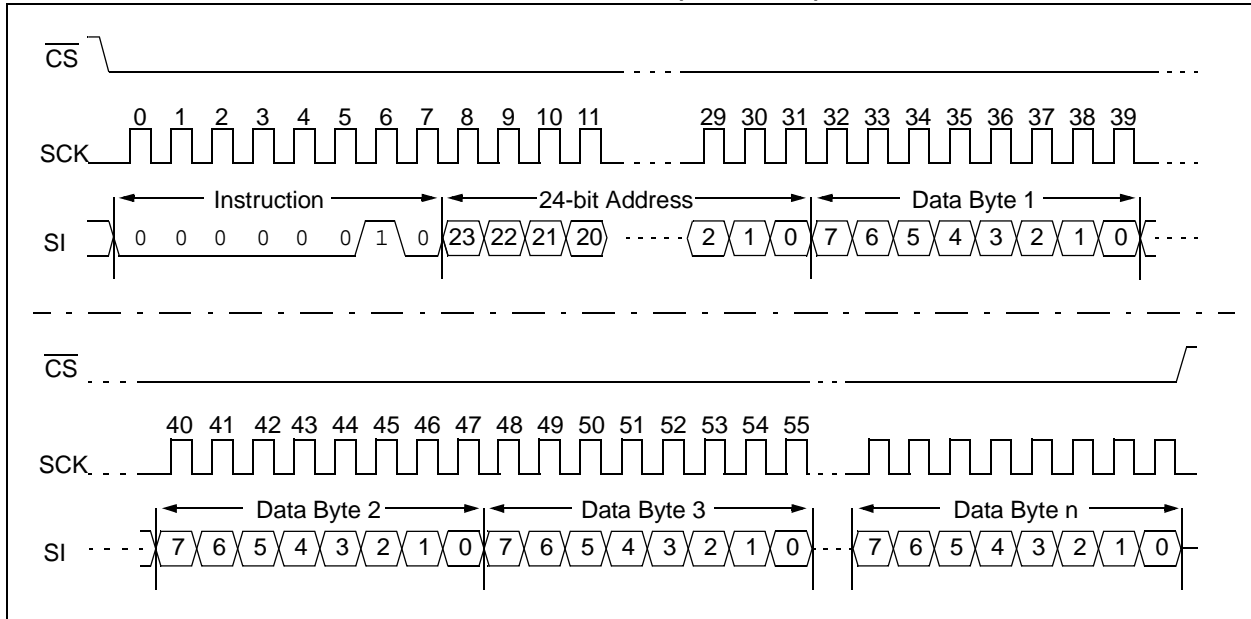 CS
0 1 2 3 4 5 6 7 8 9 10 11 29 30 31 32 33 34 35 36 37 38 39
SCK
Instruction 24-bit Address Data Byte 1
SI 0 0 0 0 0 0 1 0 23 22 21 20 2 1 0 7 6 5 4 3 2 1 0
CS
40 41 42 43 44 45 46 47 48 49 50 51 52 53 54 55
SCK
Data Byte 2 Data Byte 3 Data Byte n
SI 7 6 5 4 3 2 1 0 7 6 5 4 3 2 1 0 7 6 5 4 3 2 1 0